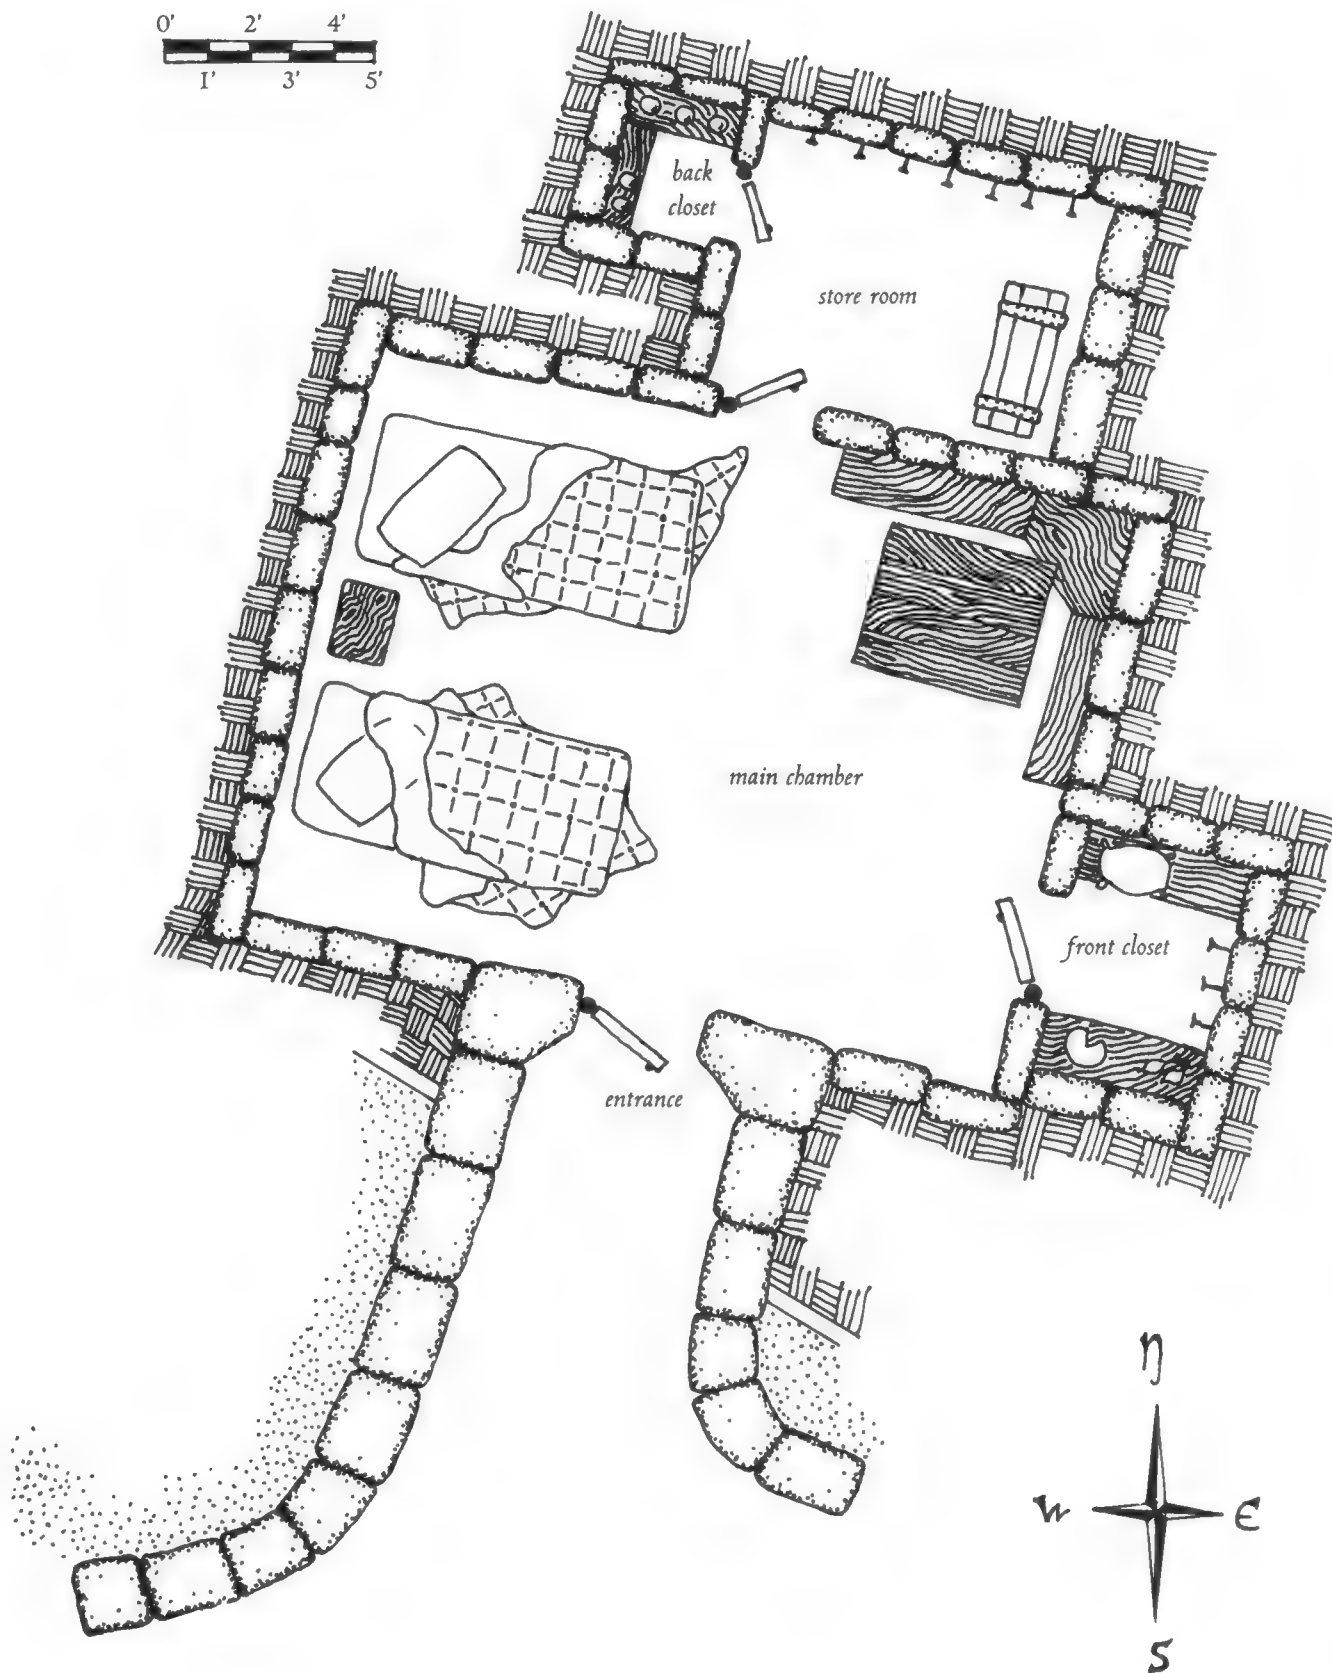 0' 2' 4'
1' 3' 5'
back
closet
store room
main chamber
front closet
entrance
n
w e
s